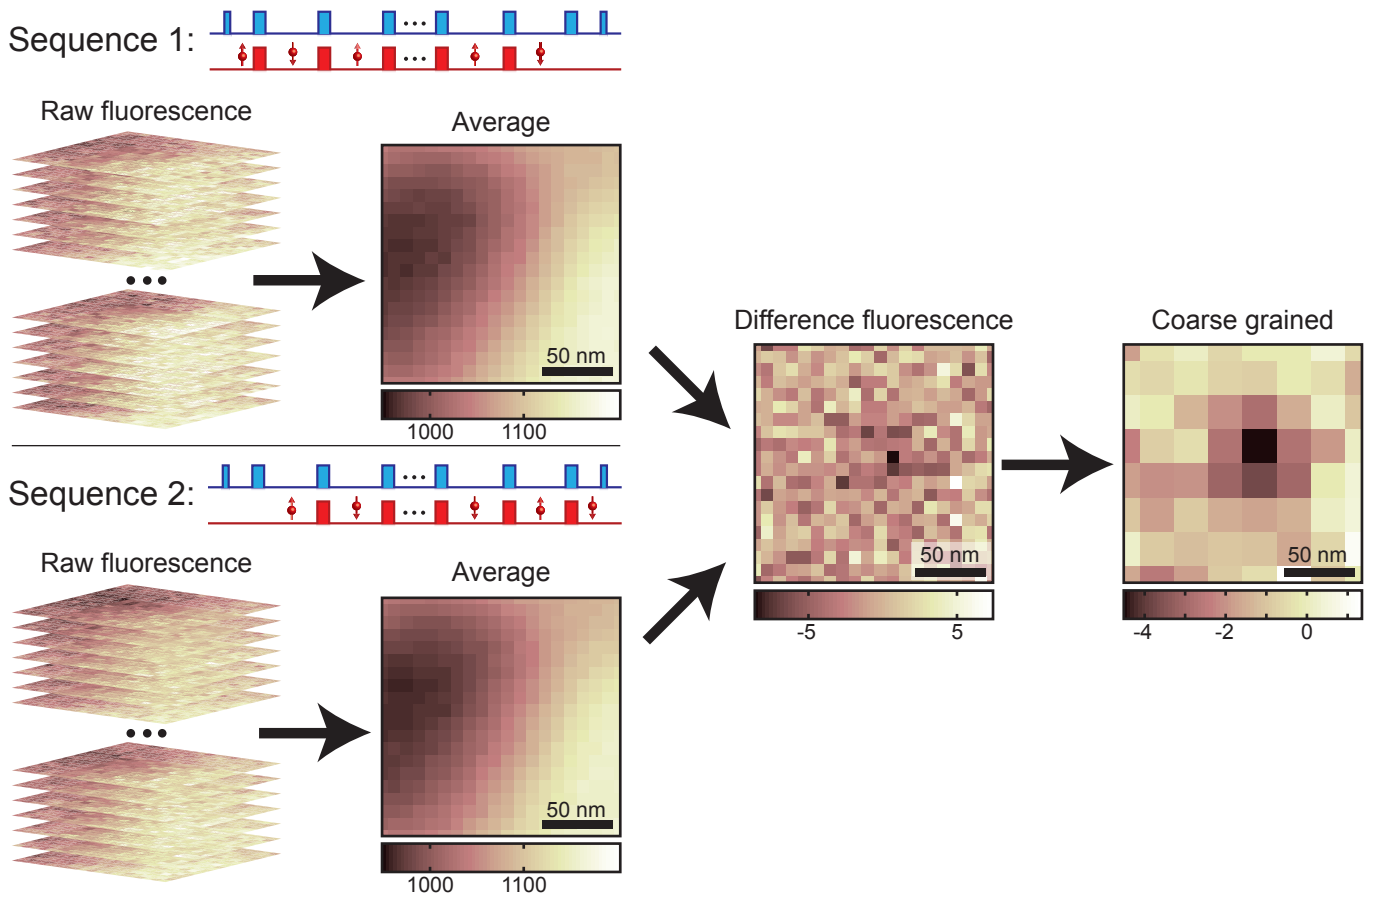 Sequence 1:
Raw fluorescence
Average
50 nm
1000 1100
Sequence 2:
Raw fluorescence
Average
50 nm
1000 1100
Difference fluorescence
50 nm
-5 5
Coarse grained
50 nm
-4 -2 0